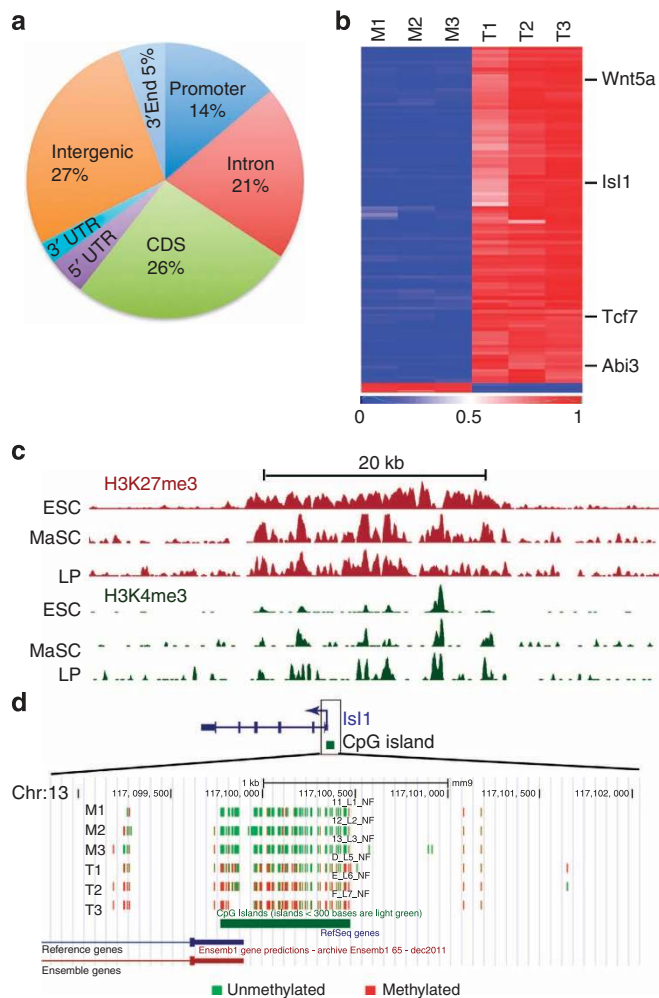 a
3′End 5%
Promoter
14%
Intron
21%
CDS
26%
5′ UTR
3′ UTR
Intergenic
27%
b
M1 M2 M3 T1 T2 T3
Wnt5a
Isl1
Tcf7
Abi3
0 0.5 1
c
20 kb
H3K27me3
ESC
MaSC
LP
H3K4me3
ESC
MaSC
LP
d
Isl1
CpG island
1 kb mm9
Chr:13 117,099,500 117,100,000 117,100,500 117,101,000 117,101,500 117,102,000
11_L1_NF
M1
12_L2_NF
M2
13_L3_NF
M3
D_L5_NF
T1
E_L6_NF
T2
F_L7_NF
T3
CpG Islands (islands < 300 bases are light green)
RefSeq genes
Reference genes
Ensembl gene predictions - archive Ensembl 65 - dec2011
Ensemble genes
Unmethylated Methylated